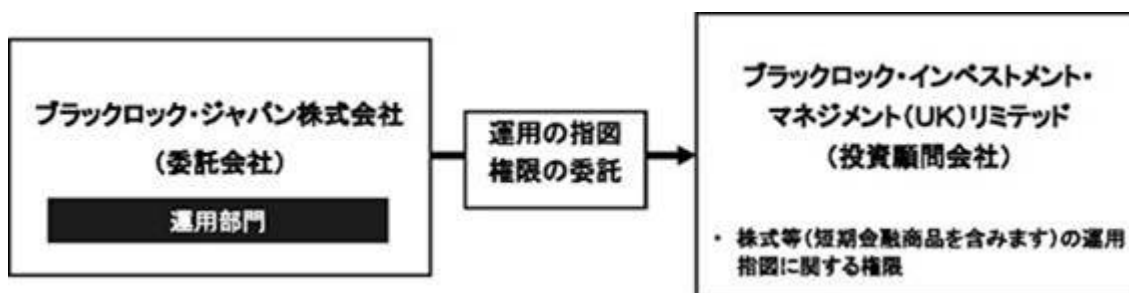 ブラックロック・ジャパン株式会社
(委託会社)
運用部門
運用の指図
権限の委託
ブラックロック・インベストメント・
マネジメント(UK)リミテッド
(投資顧問会社)
・ 株式等(短期金融商品を含みます)の運用
指図に関する権限